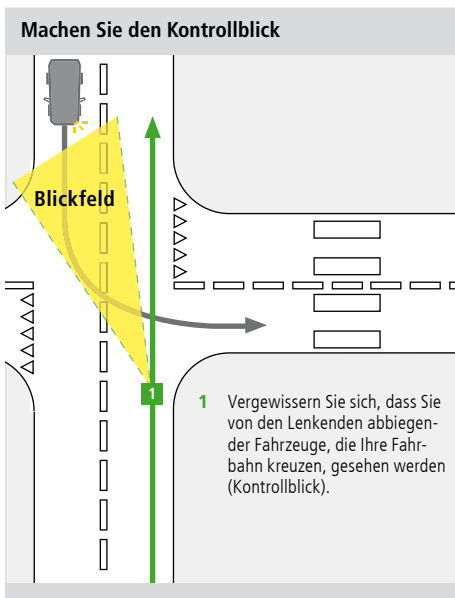 Machen Sie den Kontrollblick
Blickfeld
1
1 Vergewissern Sie sich, dass Sie
von den Lenkenden abbiegen-
der Fahrzeuge, die Ihre Fahr-
bahn kreuzen, gesehen werden
(Kontrollblick).